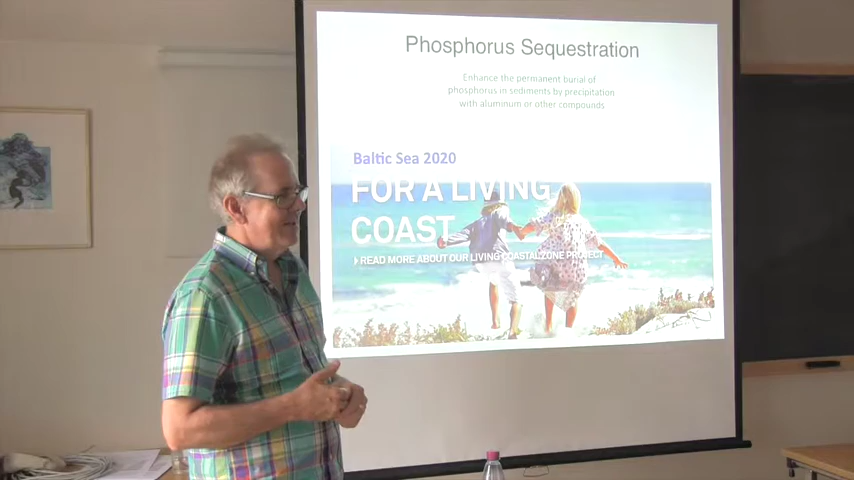 Phosphorus Sequestration
Enhance the permanent burial of
phosphorus in sediments by precipitation
with aluminum or other compounds
Baltic Sea 2020
FOR A LIVING
COAST
READ MORE ABOUT OUR LIVING COASTAL ZONE PROJECT